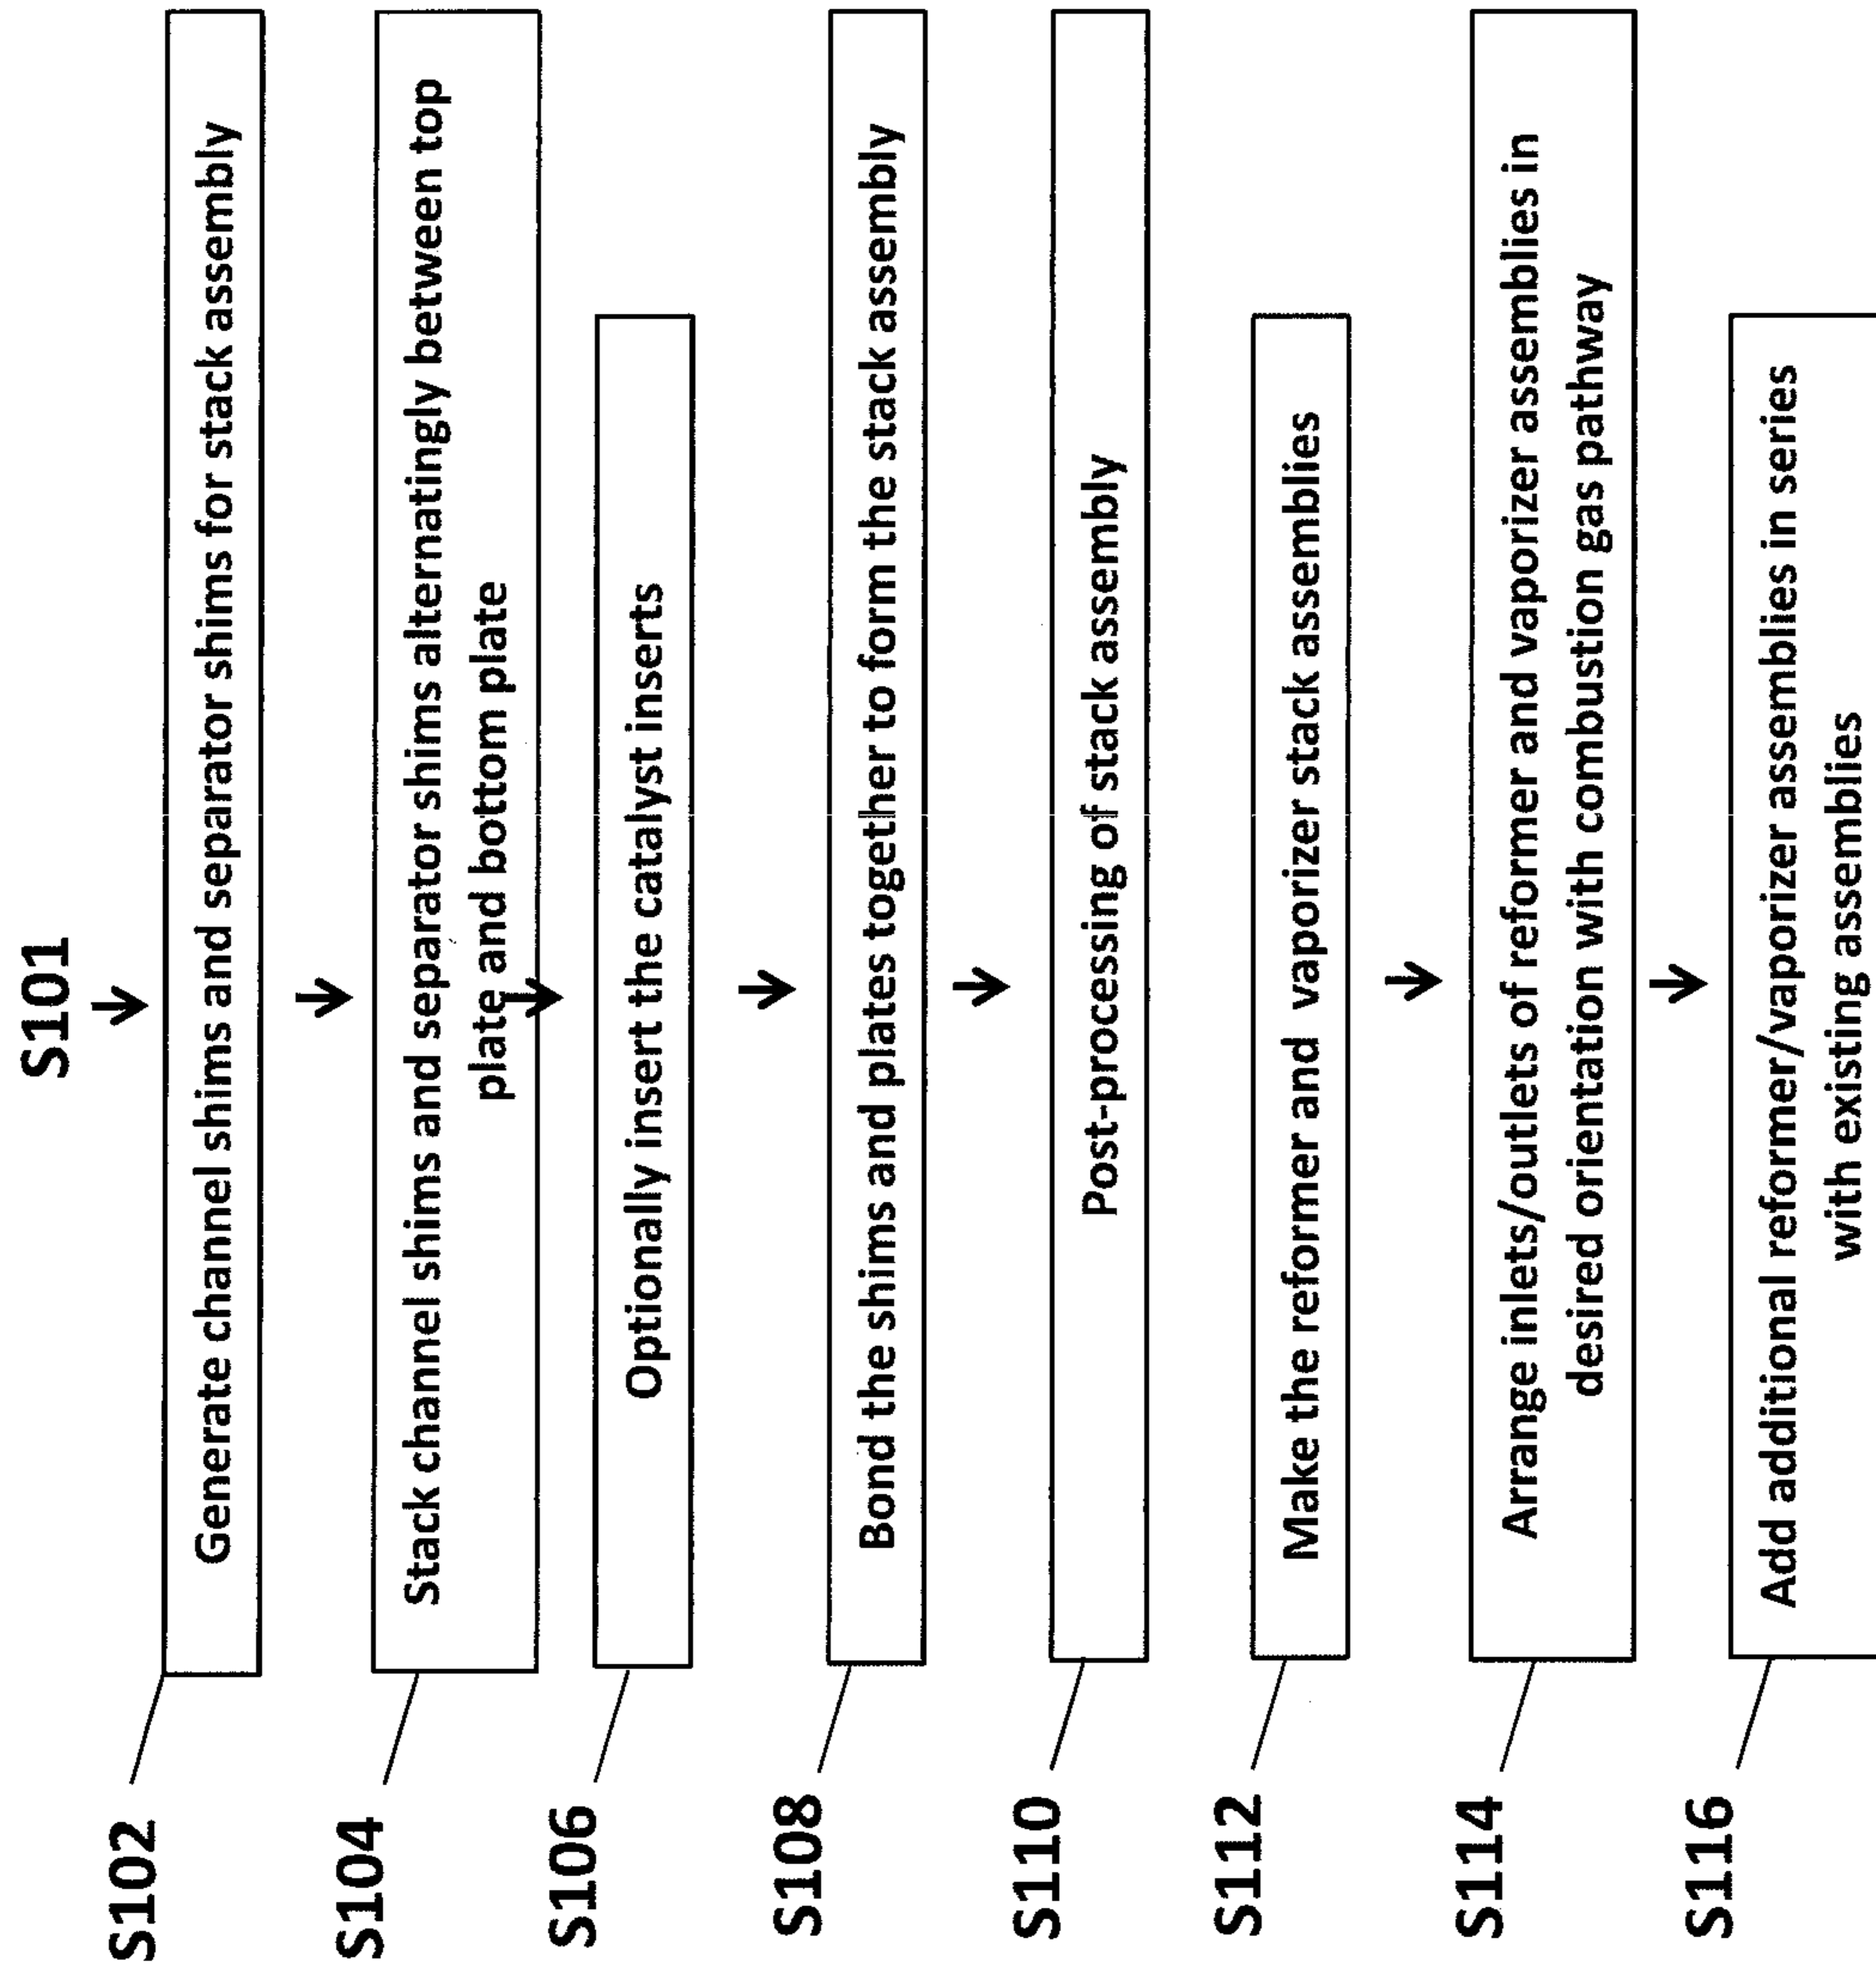 S101
S102
Generate channel shims and separator shims for stack assembly
S104
Stack channel shims and separator shims alternatingly between top
plate and bottom plate
S106
Optionally insert the catalyst inserts
S108
Bond the shims and plates together to form the stack assembly
S110
Post-processing of stack assembly
S112
Make the reformer and vaporizer stack assemblies
S114
Arrange inlets/outlets of reformer and vaporizer assemblies in
desired orientation with combustion gas pathway
S116
Add additional reformer/vaporizer assemblies in series
with existing assemblies